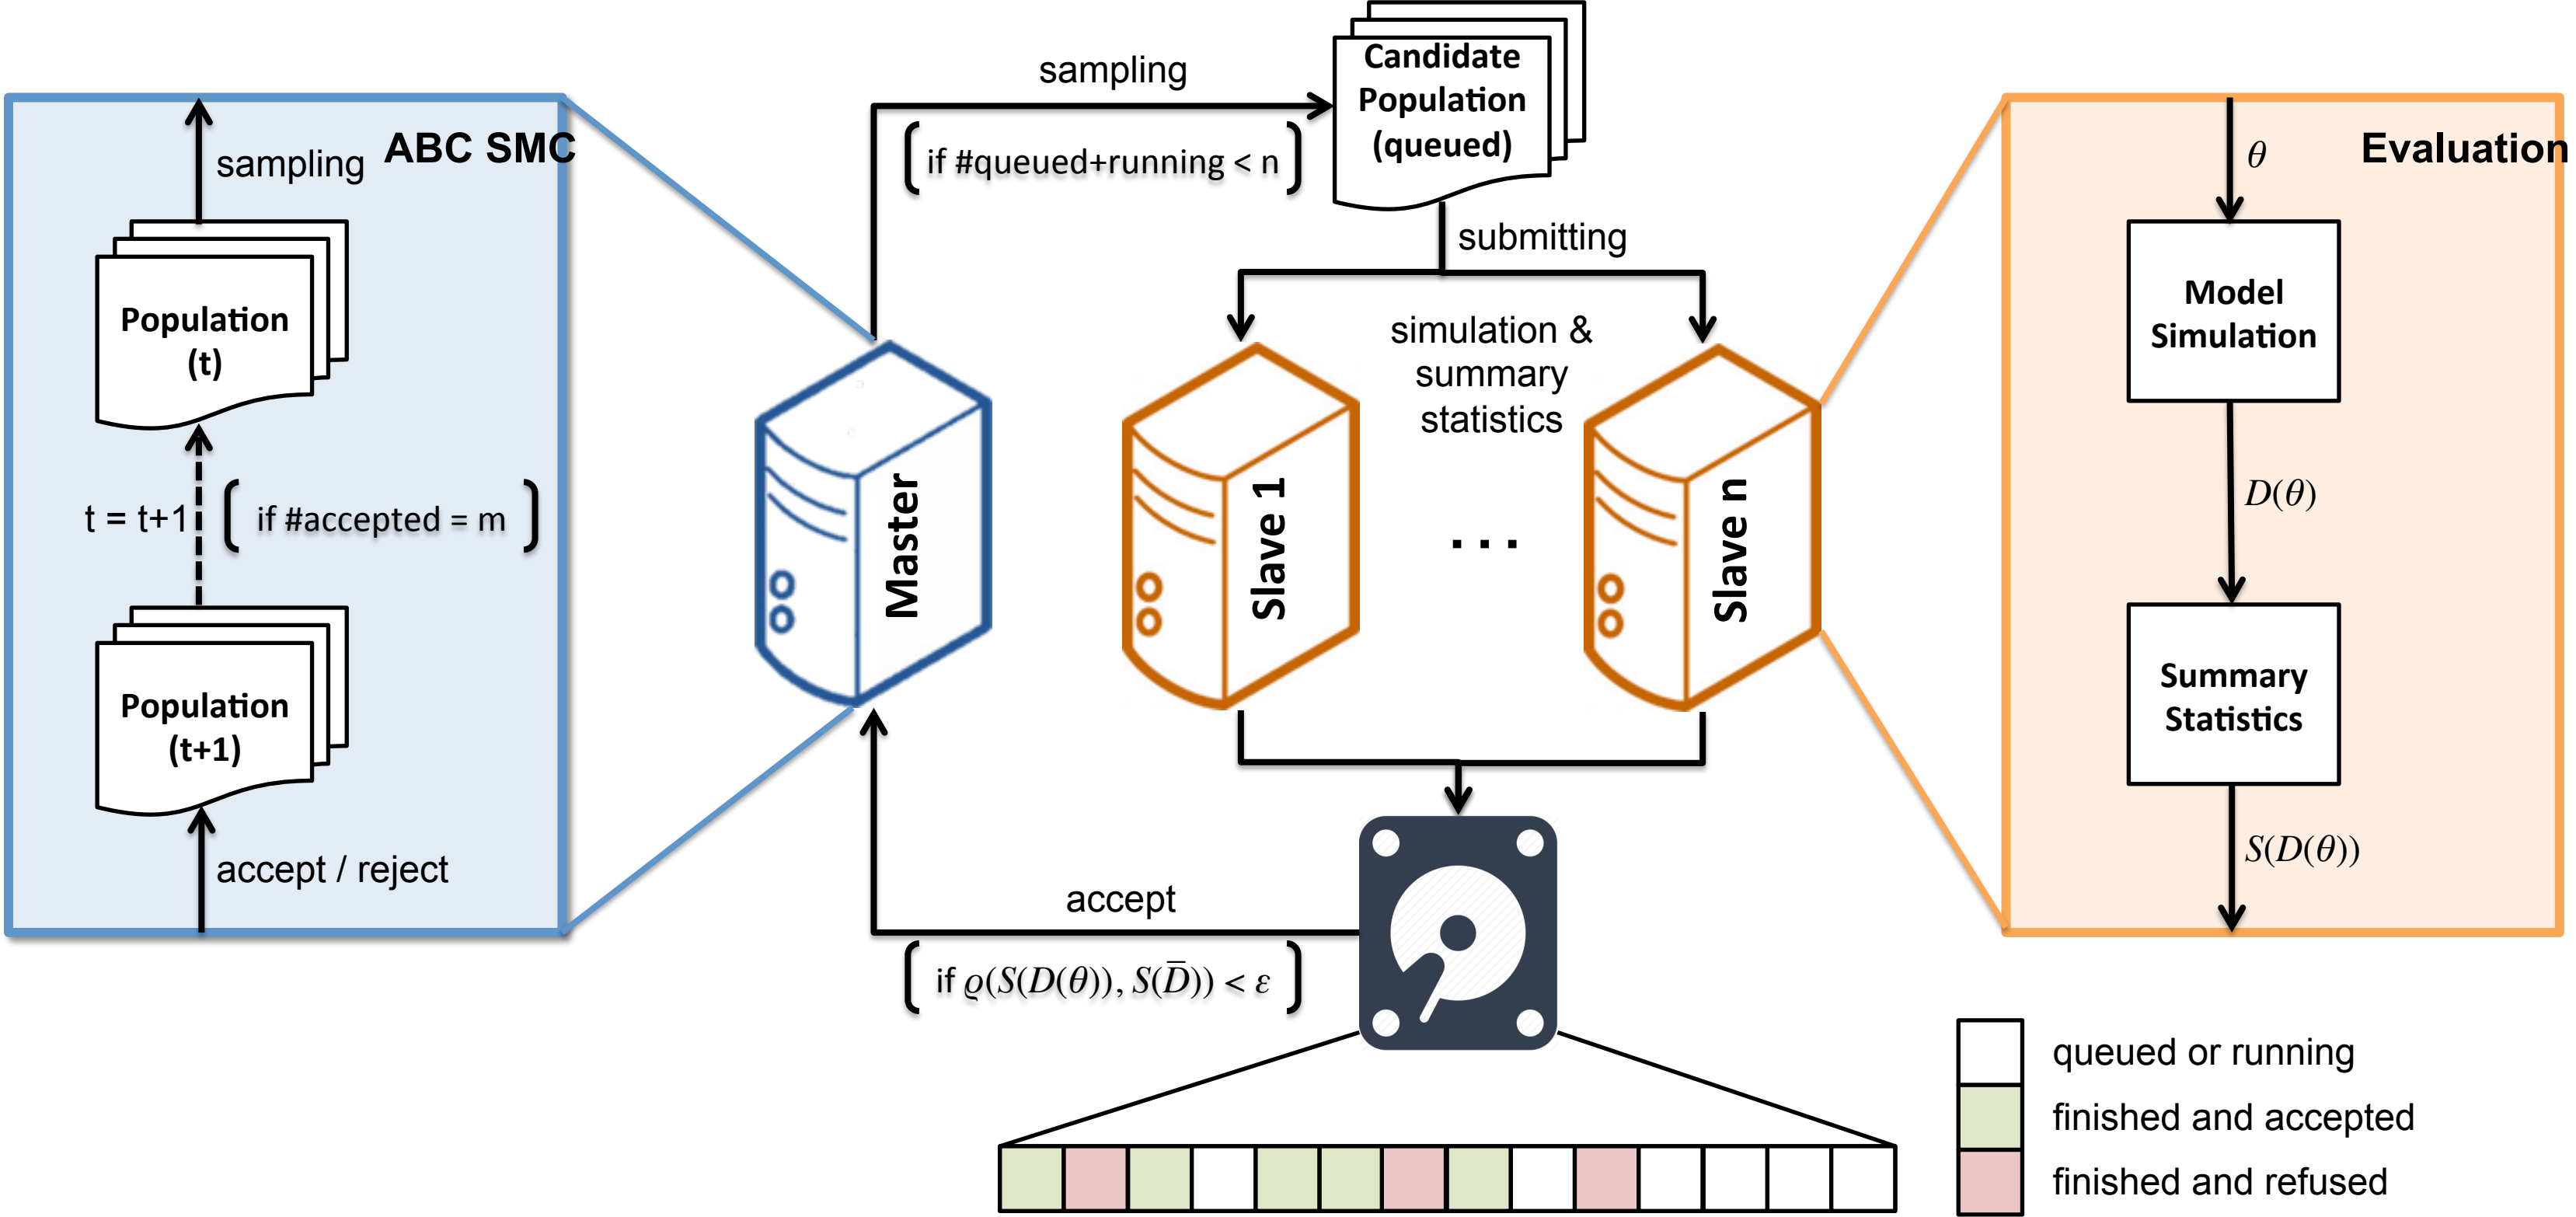 ABC SMC
sampling
Population
(t)
t = t+1
if #accepted = m
Population
(t+1)
accept / reject
sampling
if #queued+running < n
Candidate
Population
(queued)
submitting
simulation &
summary
statistics
Master
Slave 1
...
Slave n
accept
if ϱ(S(D(θ)), S(D̅)) < ε
Evaluation
θ
Model
Simulation
D(θ)
Summary
Statistics
S(D(θ))
queued or running
finished and accepted
finished and refused